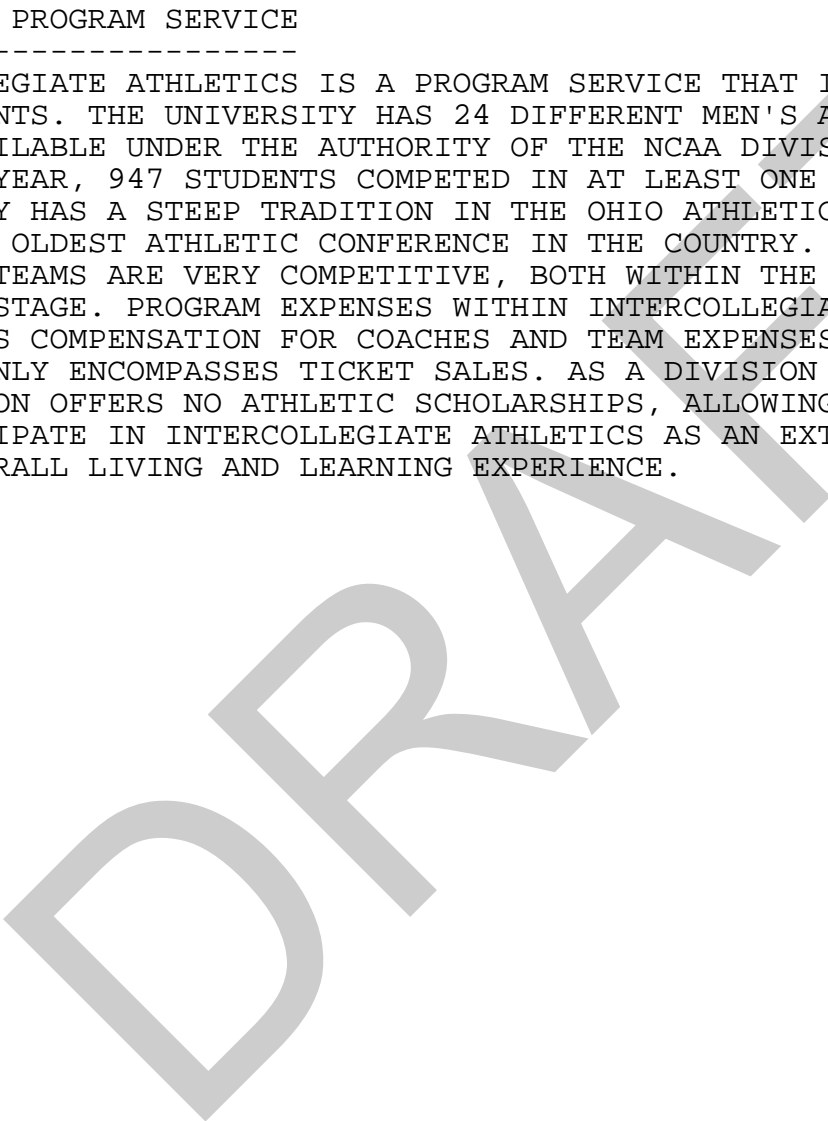 PROGRAM SERVICE
-----------------
EGIATE ATHLETICS IS A PROGRAM SERVICE THAT
NTS. THE UNIVERSITY HAS 24 DIFFERENT MEN'S
ILABLE UNDER THE AUTHORITY OF THE NCAA DIVIS
YEAR, 947 STUDENTS COMPETED IN AT LEAST ONE
Y HAS A STEEP TRADITION IN THE OHIO ATHLETIC
OLDEST ATHLETIC CONFERENCE IN THE COUNTRY.
TEAMS ARE VERY COMPETITIVE, BOTH WITHIN THE
STAGE. PROGRAM EXPENSES WITHIN INTERCOLLEGIA
S COMPENSATION FOR COACHES AND TEAM EXPENSES
NLY ENCOMPASSES TICKET SALES. AS A DIVISION
ON OFFERS NO ATHLETIC SCHOLARSHIPS, ALLOWING
IPATE IN INTERCOLLEGIATE ATHLETICS AS AN EXT
RALL LIVING AND LEARNING EXPERIENCE.
DRAFT